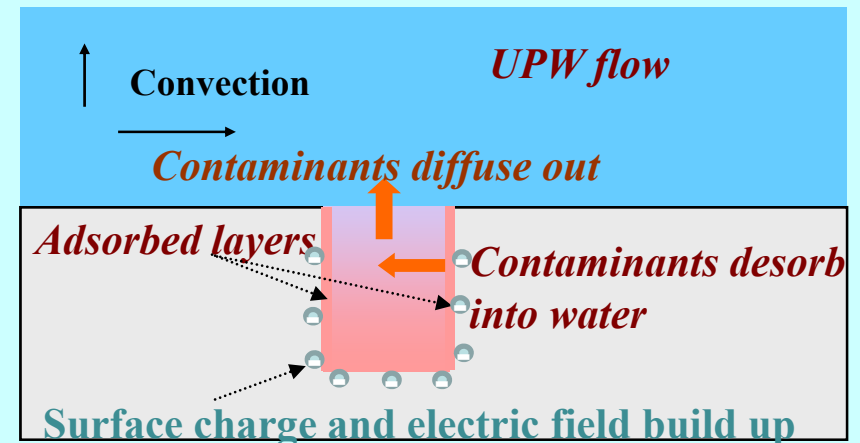 UPW flow
Convection
Contaminants diffuse out
Adsorbed layers
Contaminants desorb
into water
Surface charge and electric field build up